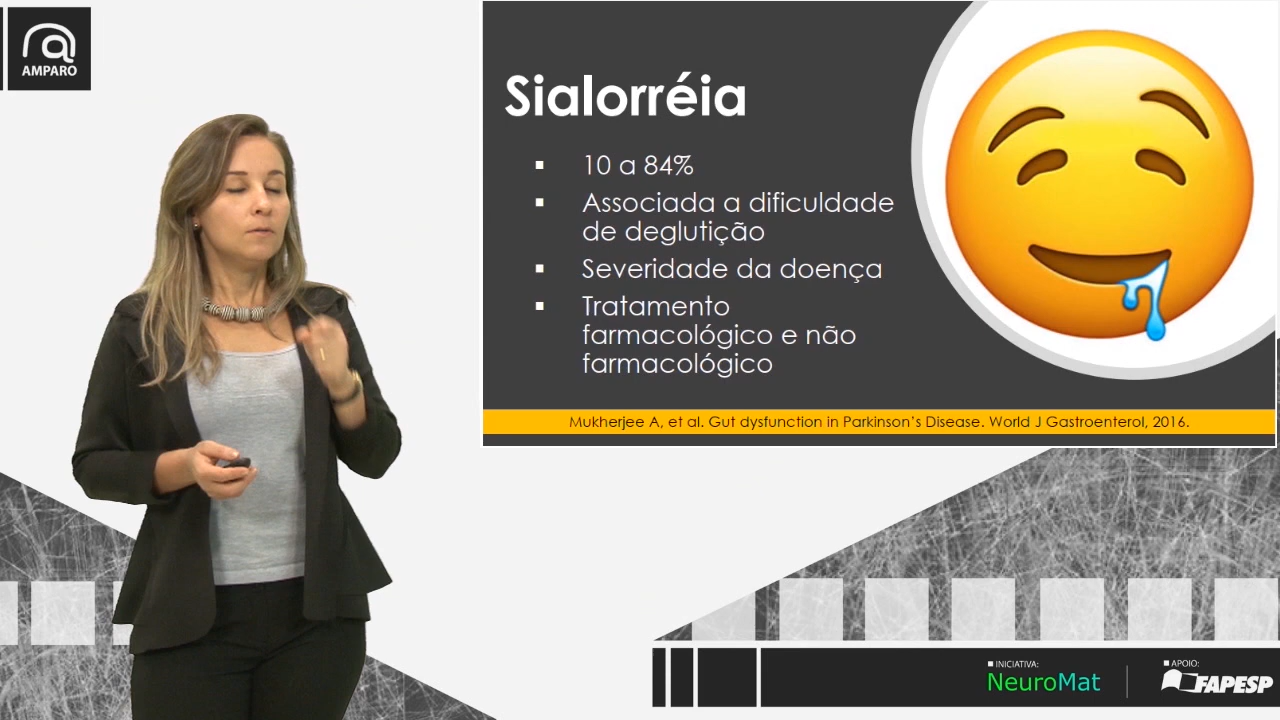 AMPARO
Sialorréia
▪ 10 a 84%
▪ Associada a dificuldade
de deglutição
▪ Severidade da doença
▪ Tratamento
farmacológico e não
farmacológico
Mukherjee A, et al. Gut dysfunction in Parkinson's Disease. World J Gastroenterol, 2016.
INICIATIVA:
NeuroMat
APOIO:
FAPESP